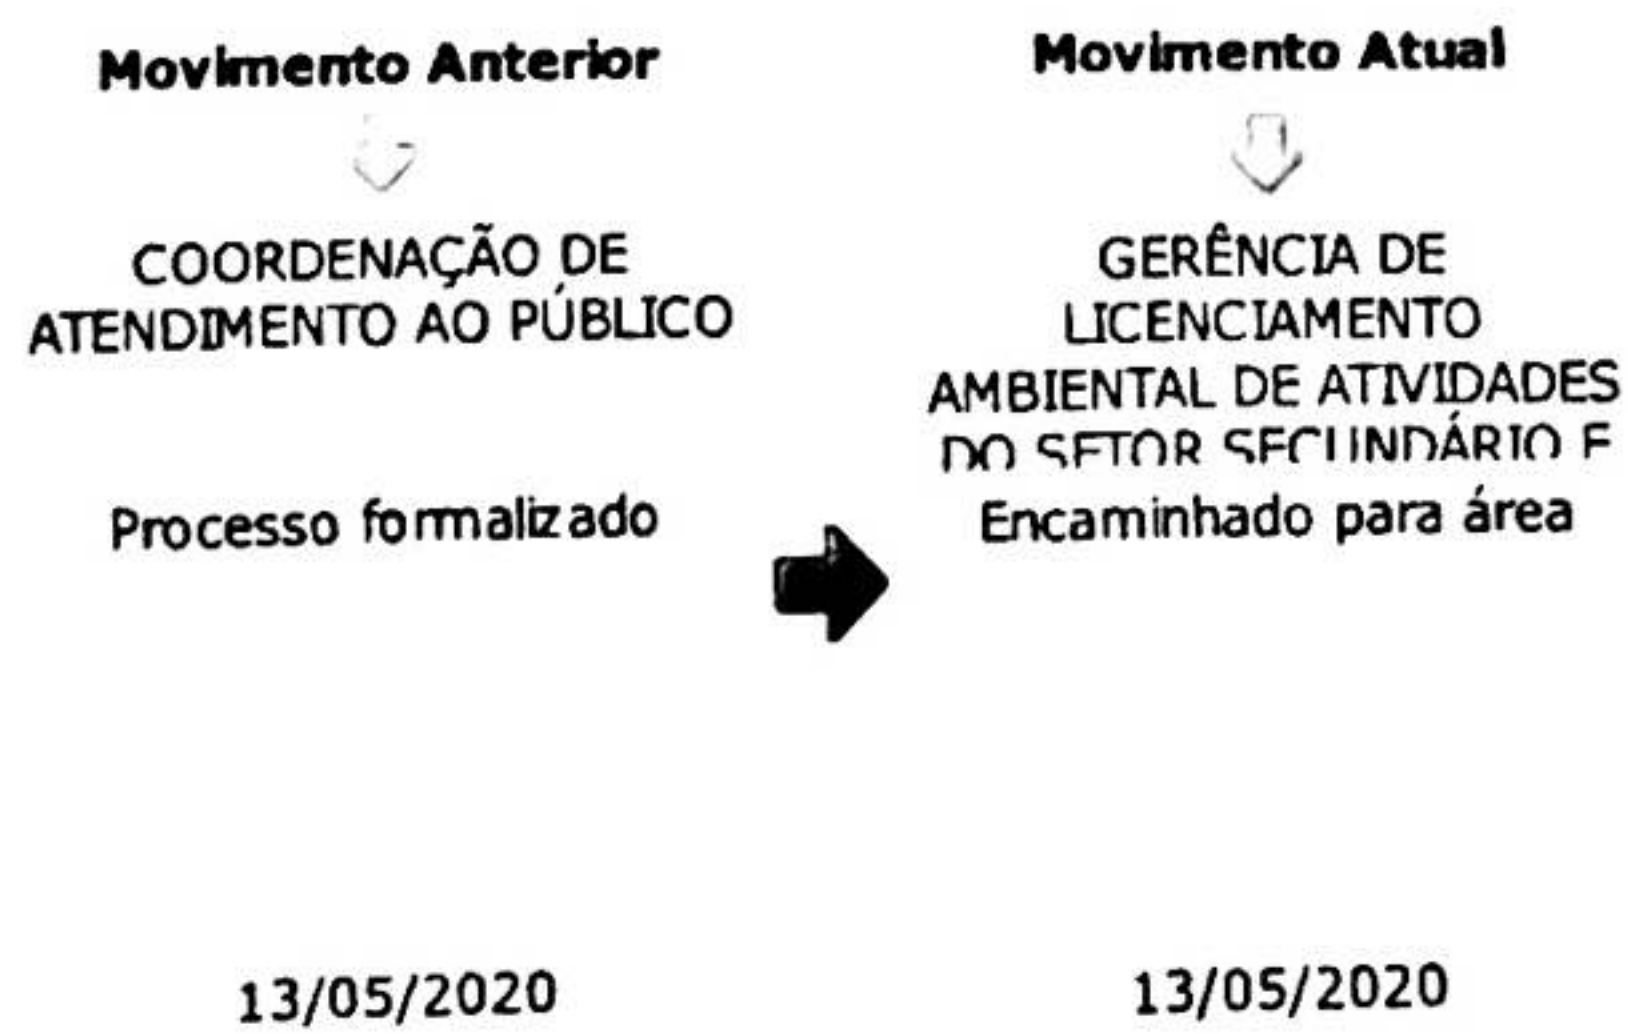 Movimento Anterior
COORDENAÇÃO DE
ATENDIMENTO AO PÚBLICO
Processo formalizado
13/05/2020
Movimento Atual
GERÊNCIA DE
LICENCIAMENTO
AMBIENTAL DE ATIVIDADES
DO SETOR SECUNDÁRIO E
Encaminhado para área
13/05/2020